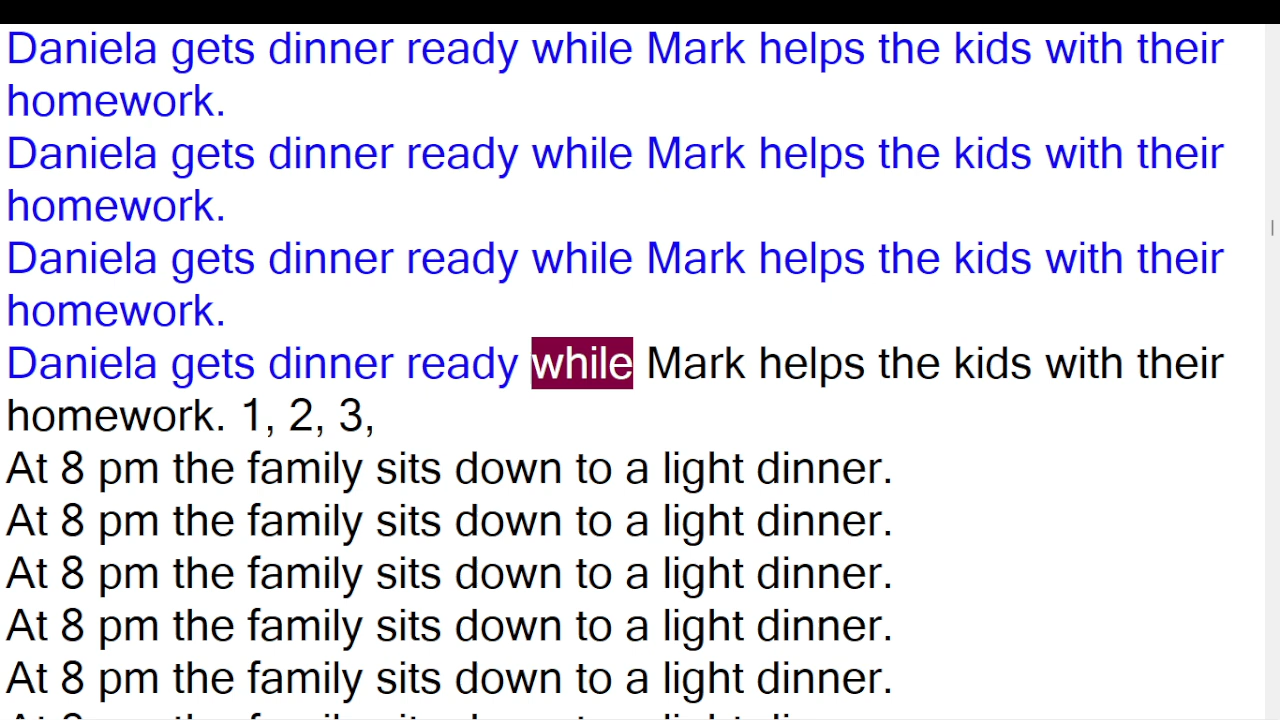 Daniela gets dinner ready while Mark helps the kids with their
homework.
Daniela gets dinner ready while Mark helps the kids with their
homework.
Daniela gets dinner ready while Mark helps the kids with their
homework.
Daniela gets dinner ready while Mark helps the kids with their
homework. 1, 2, 3,
At 8 pm the family sits down to a light dinner.
At 8 pm the family sits down to a light dinner.
At 8 pm the family sits down to a light dinner.
At 8 pm the family sits down to a light dinner.
At 8 pm the family sits down to a light dinner.